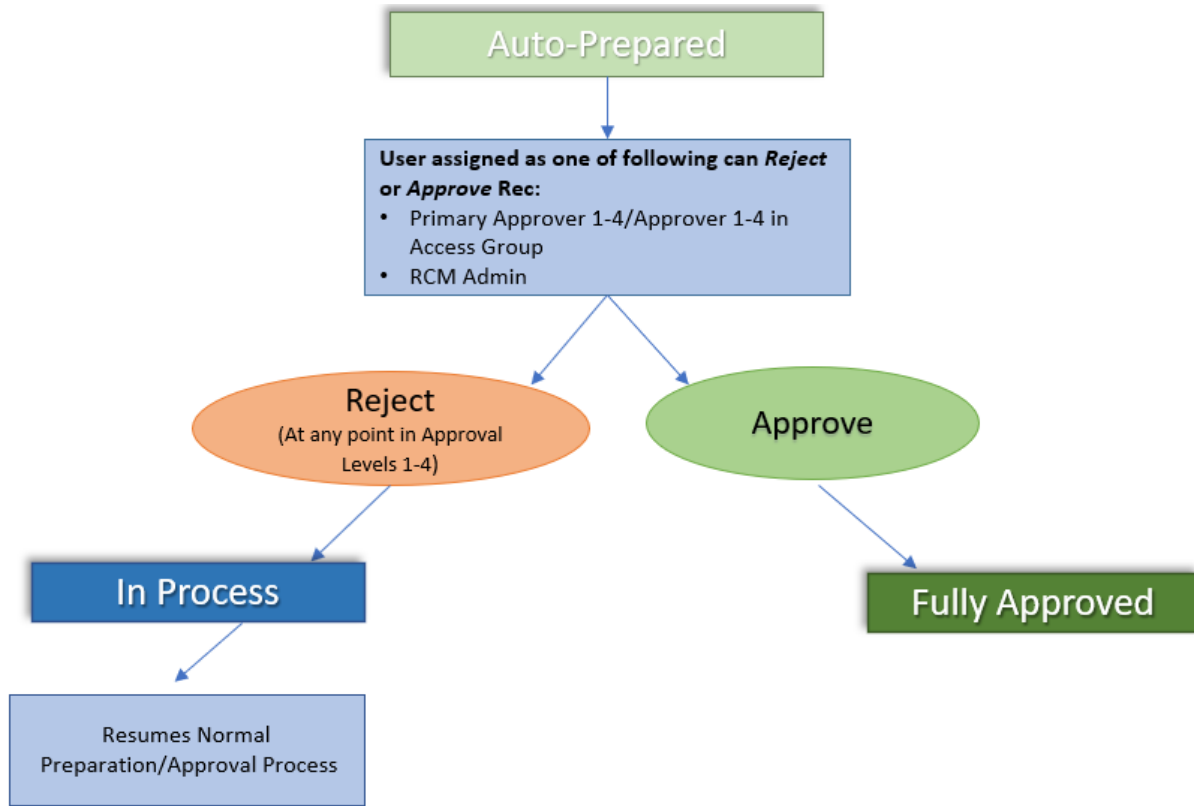 Auto-Prepared
User assigned as one of following can Reject
or Approve Rec:
• Primary Approver 1-4/Approver 1-4 in
Access Group
• RCM Admin
Reject
(At any point in Approval
Levels 1-4)
Approve
In Process
Fully Approved
Resumes Normal
Preparation/Approval Process